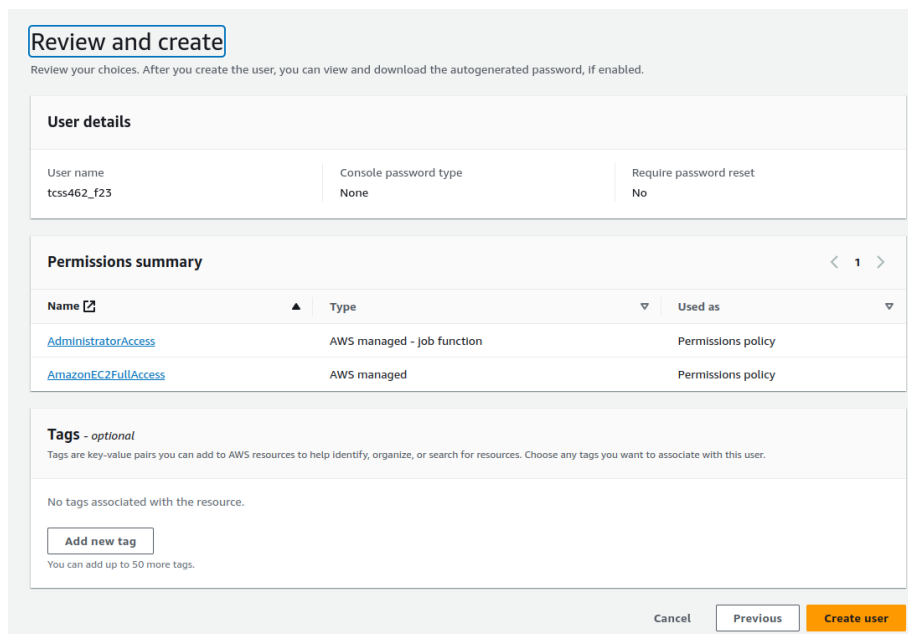 Review and create
Review your choices. After you create the user, you can view and download the autogenerated password, if enabled.
User details
User name
Console password type
Require password reset
tcss462_f23
None
No
Permissions summary
1
Name
Type
Used as
AdministratorAccess
AWS managed - job function
Permissions policy
AmazonEC2FullAccess
AWS managed
Permissions policy
Tags - optional
Tags are key-value pairs you can add to AWS resources to help identify, organize, or search for resources. Choose any tags you want to associate with this user.
No tags associated with the resource.
Add new tag
You can add up to 50 more tags.
Cancel
Previous
Create user